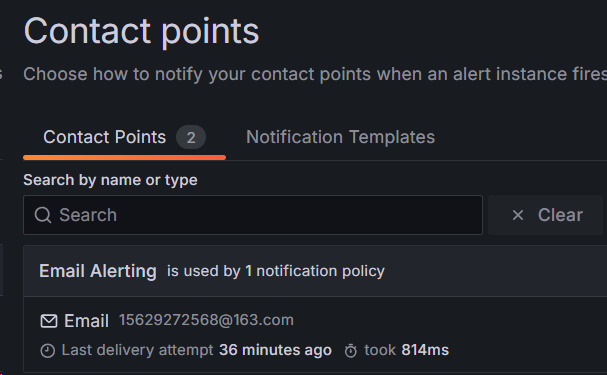 Contact points
Choose how to notify your contact points when an alert instance fires
Contact Points 2 Notification Templates
Search by name or type
Search Clear
Email Alerting is used by 1 notification policy
Email 15629272568@163.com
Last delivery attempt 36 minutes ago took 814ms